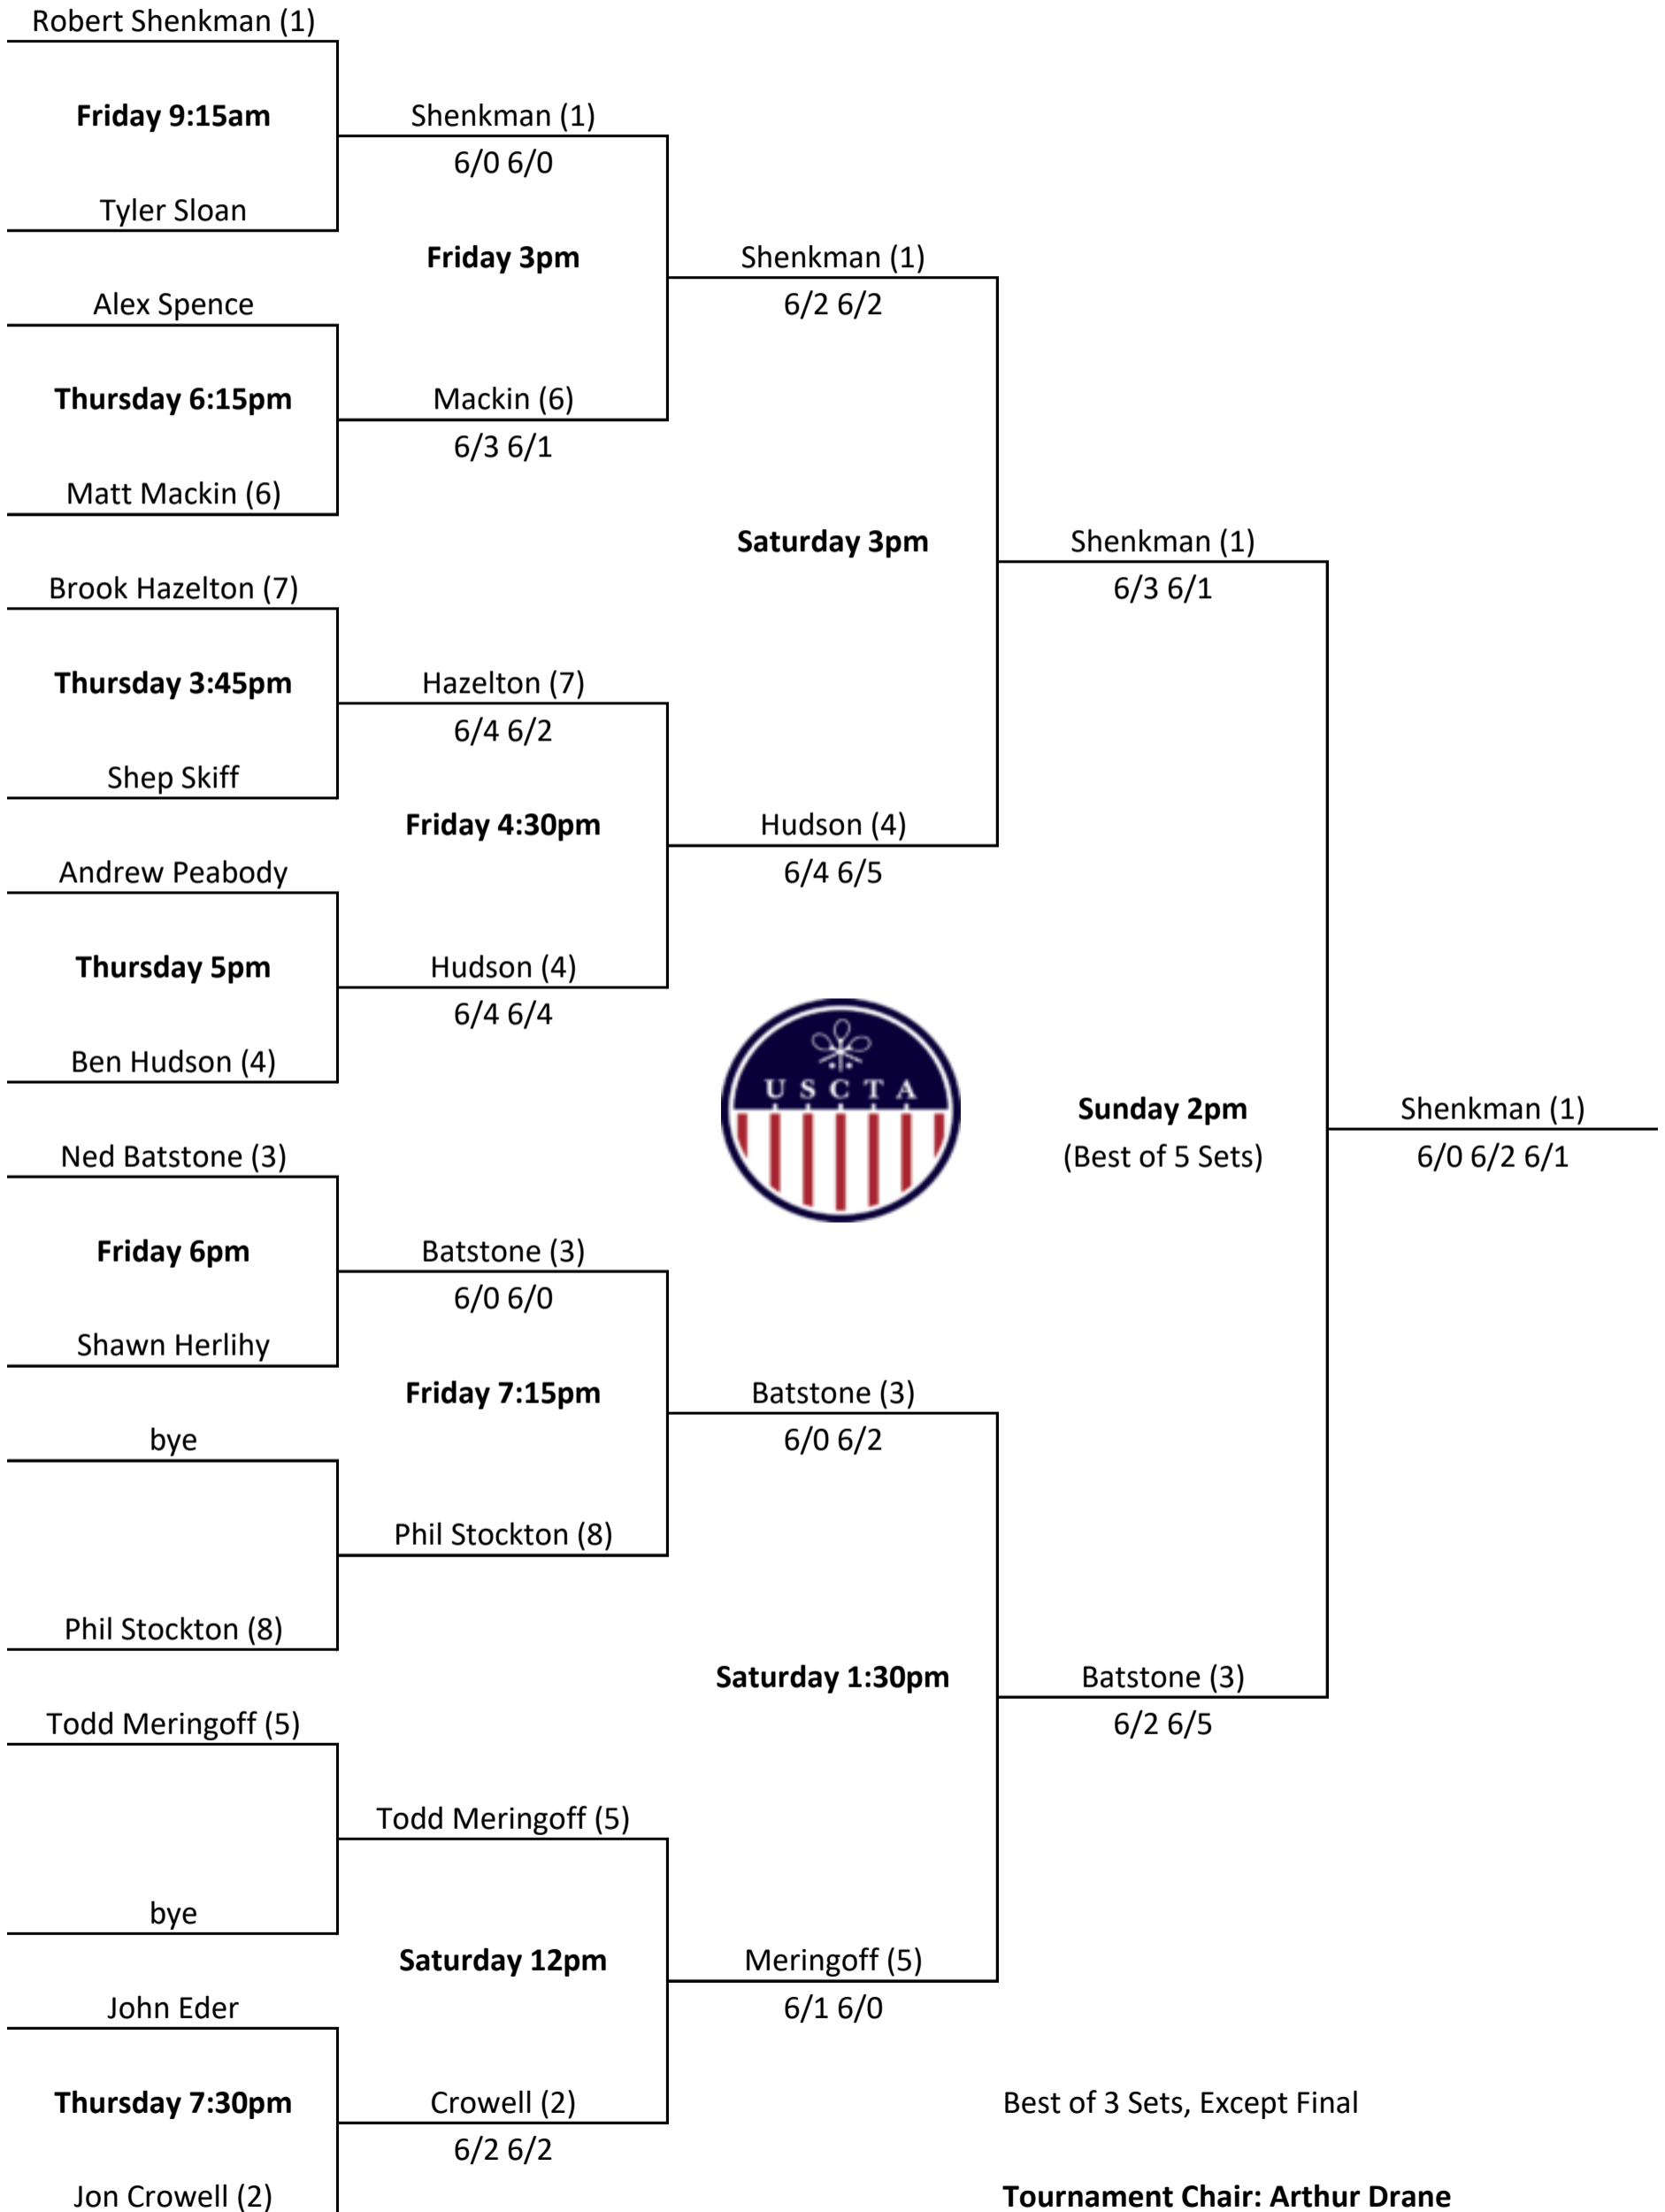 Robert Shenkman (1)
Friday 9:15am
Shenkman (1)
6/0 6/0
Tyler Sloan
Friday 3pm
Shenkman (1)
6/2 6/2
Alex Spence
Thursday 6:15pm
Mackin (6)
6/3 6/1
Matt Mackin (6)
Saturday 3pm
Shenkman (1)
6/3 6/1
Brook Hazelton (7)
Thursday 3:45pm
Hazelton (7)
6/4 6/2
Shep Skiff
Friday 4:30pm
Hudson (4)
6/4 6/5
Andrew Peabody
Thursday 5pm
Hudson (4)
6/4 6/4
Ben Hudson (4)
USCTA
Sunday 2pm
(Best of 5 Sets)
Shenkman (1)
6/0 6/2 6/1
Ned Batstone (3)
Friday 6pm
Batstone (3)
6/0 6/0
Shawn Herlihy
Friday 7:15pm
Batstone (3)
6/0 6/2
bye
Phil Stockton (8)
Phil Stockton (8)
Saturday 1:30pm
Batstone (3)
6/2 6/5
Todd Meringoff (5)
Todd Meringoff (5)
bye
Saturday 12pm
Meringoff (5)
6/1 6/0
John Eder
Thursday 7:30pm
Crowell (2)
6/2 6/2
Jon Crowell (2)
Best of 3 Sets, Except Final
Tournament Chair: Arthur Drane